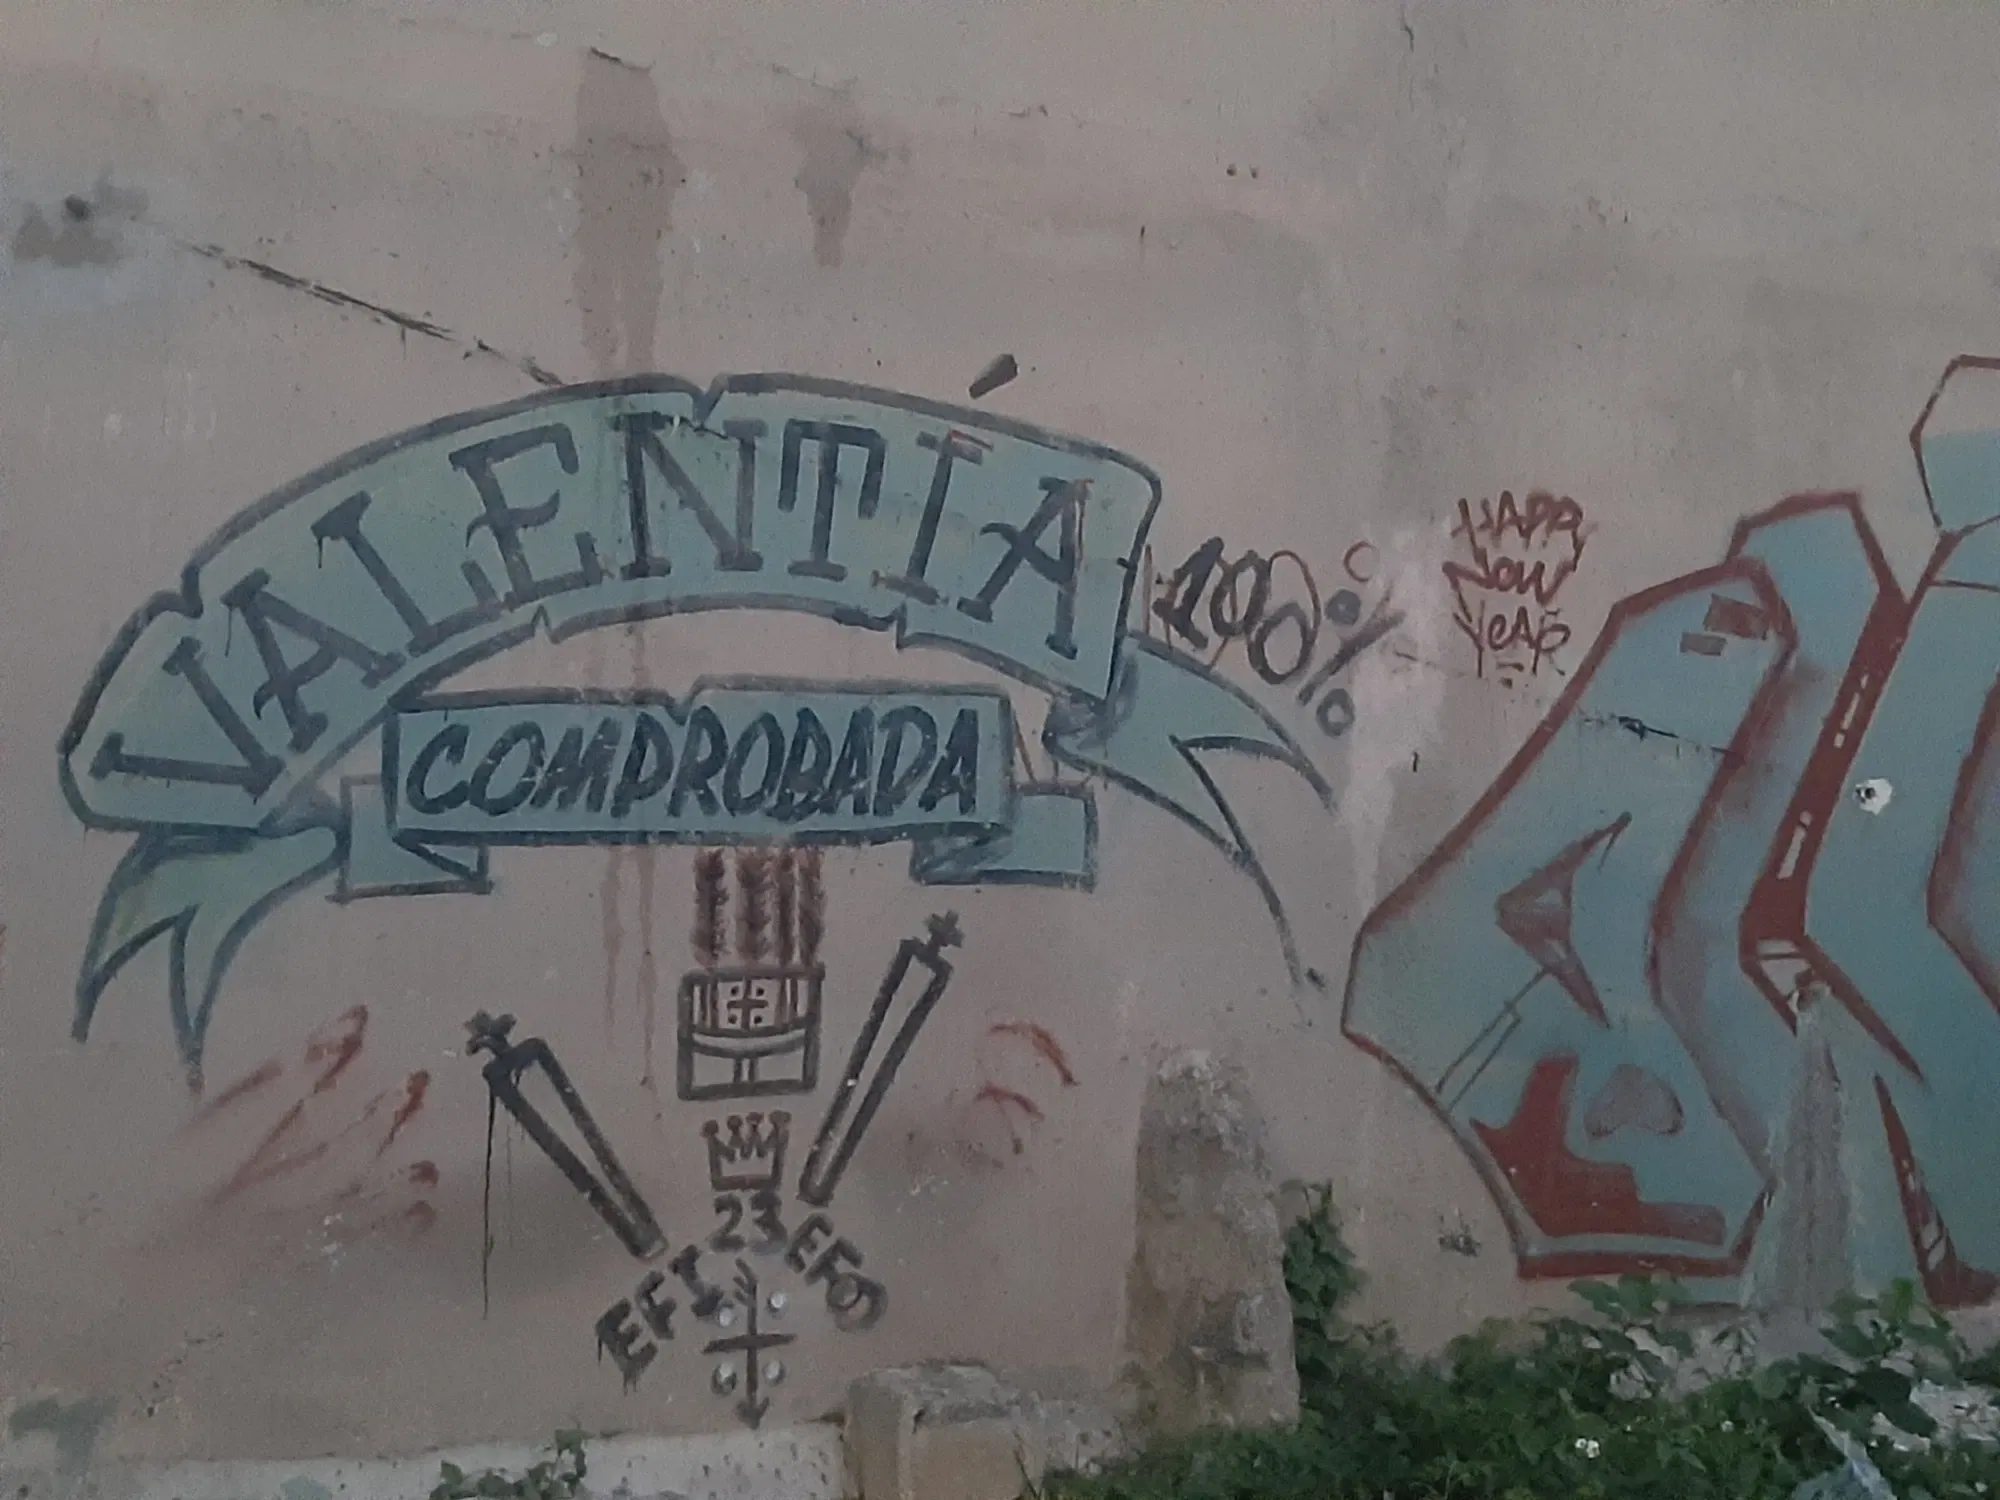 VALENTÍA
COMPROBADA
100%
HAPPY
NEW
YEAR
23
EFI EFO